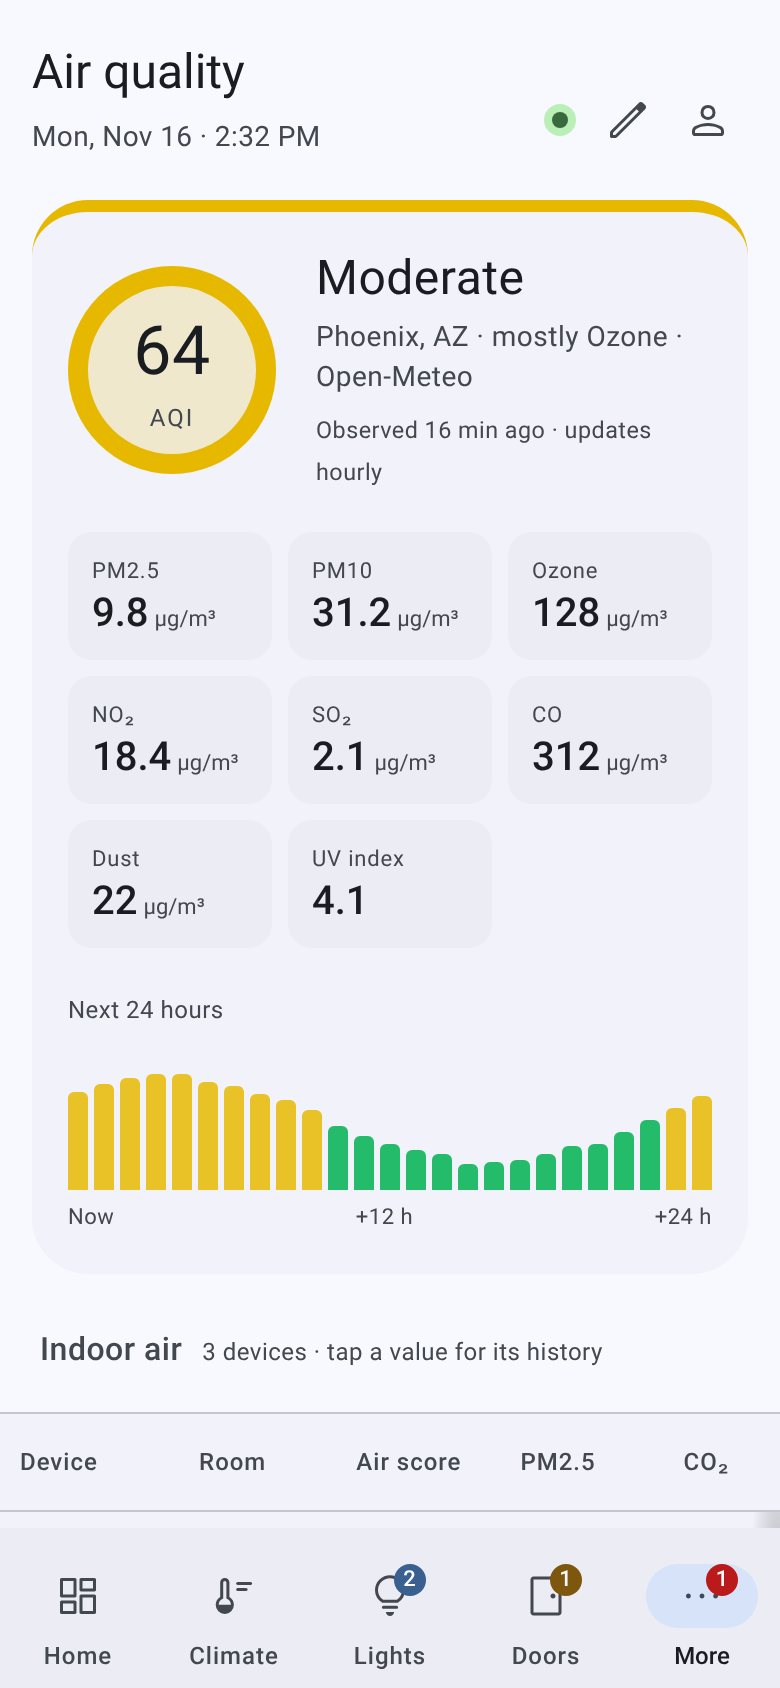 Air quality
Mon, Nov 16 · 2:32 PM
64
AQI
Moderate
Phoenix, AZ · mostly Ozone ·
Open-Meteo
Observed 16 min ago · updates
hourly
PM2.5
9.8 µg/m³
PM10
31.2 µg/m³
Ozone
128 µg/m³
NO₂
18.4 µg/m³
SO₂
2.1 µg/m³
CO
312 µg/m³
Dust
22 µg/m³
UV index
4.1
Next 24 hours
Now +12 h +24 h
Indoor air 3 devices · tap a value for its history
Device Room Air score PM2.5 CO₂
2 1 1
Home Climate Lights Doors More